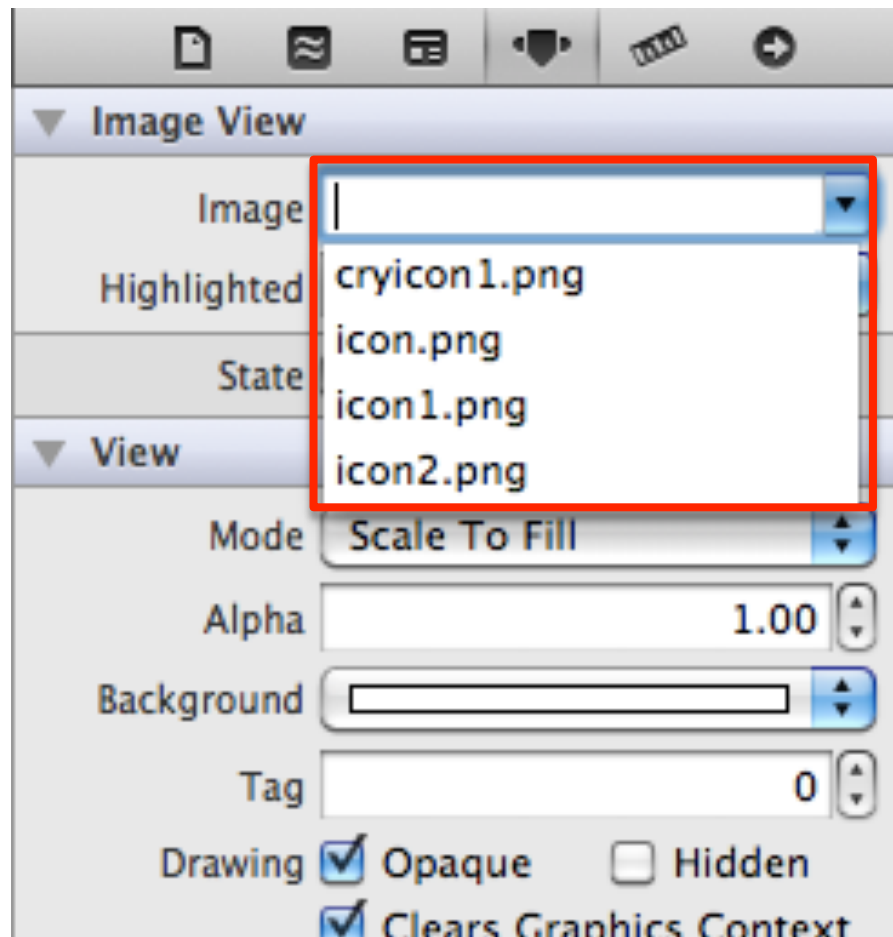 Image View
Image
cryicon1.png
Highlighted
icon.png
State
icon1.png
View
icon2.png
Mode Scale To Fill
Alpha 1.00
Background
Tag 0
Drawing Opaque Hidden
Clears Graphics Context